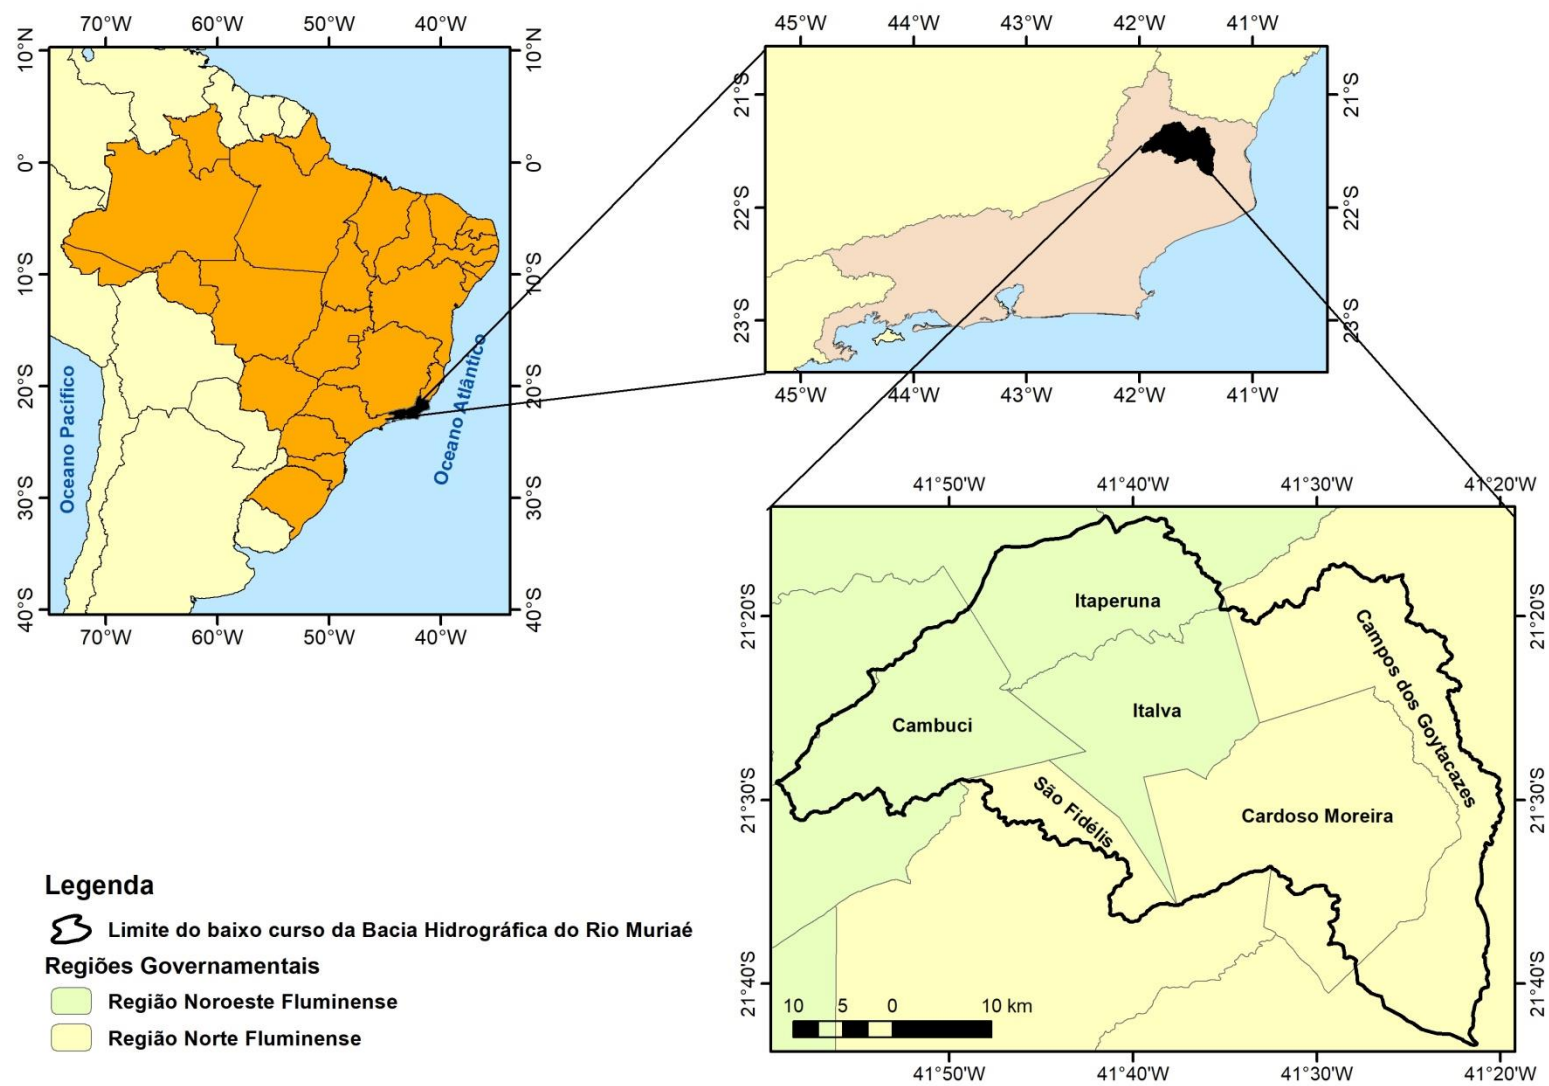 70°W 60°W 50°W 40°W
10°N 0° 10°S 20°S 30°S 40°S
10°N 0° 10°S 20°S 30°S 40°S
Oceano Pacífico
Oceano Atlântico
70°W 60°W 50°W 40°W
45°W 44°W 43°W 42°W 41°W
21°S 22°S 23°S
21°S 22°S 23°S
45°W 44°W 43°W 42°W 41°W
41°50'W 41°40'W 41°30'W 41°20'W
21°20'S 21°30'S 21°40'S
21°20'S 21°30'S 21°40'S
Itaperuna
Campos dos Goytacazes
Cambuci
Italva
São Fidélis
Cardoso Moreira
10 5 0 10 km
41°50'W 41°40'W 41°30'W 41°20'W
Legenda
Limite do baixo curso da Bacia Hidrográfica do Rio Muriaé
Regiões Governamentais
Região Noroeste Fluminense
Região Norte Fluminense